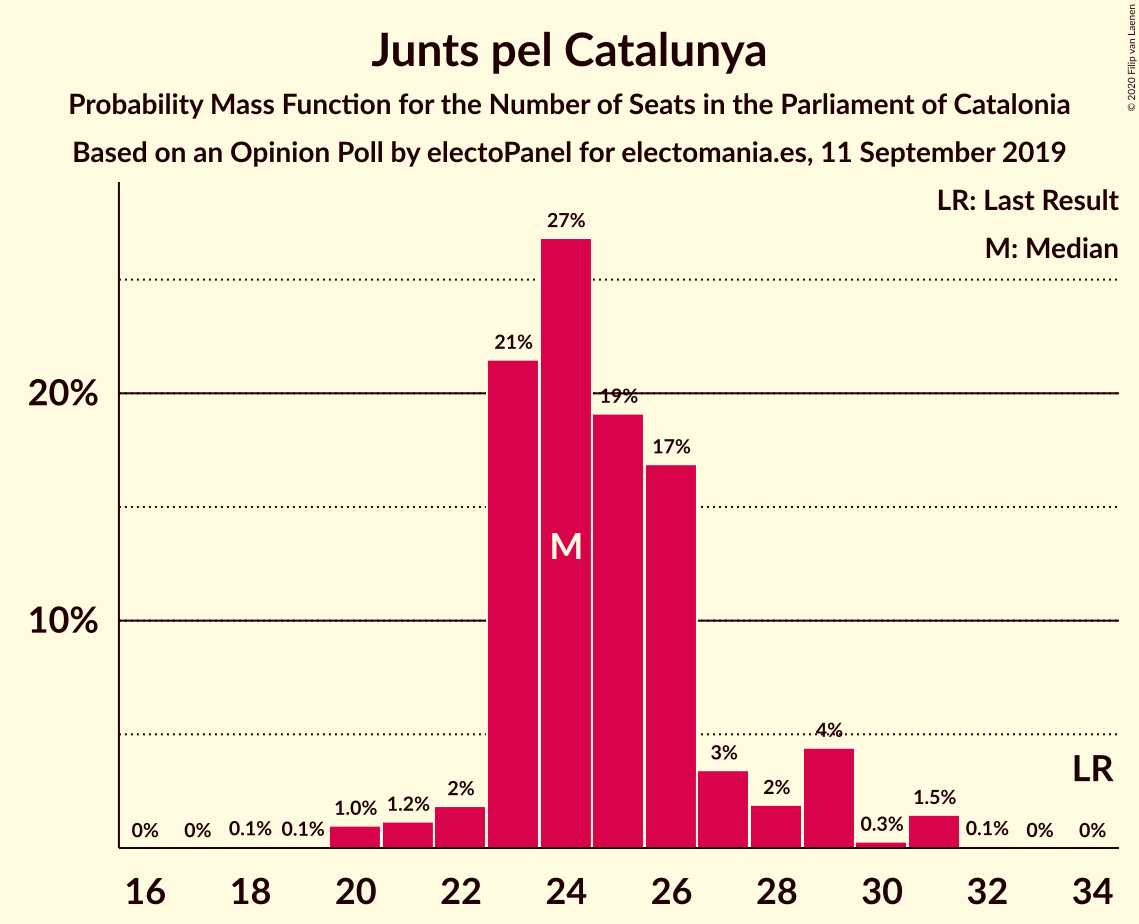 © 2020 Filip van Laenen
Junts pel Catalunya
Probability Mass Function for the Number of Seats in the Parliament of Catalonia
Based on an Opinion Poll by electoPanel for electomania.es, 11 September 2019
LR: Last Result
M: Median
27%
21%
20%
19%
17%
M
10%
4%
3%
LR
2%
2%
1.5%
1.2%
1.0%
0.3%
0% 0% 0.1% 0.1% 0.1% 0% 0%
16 18 20 22 24 26 28 30 32 34